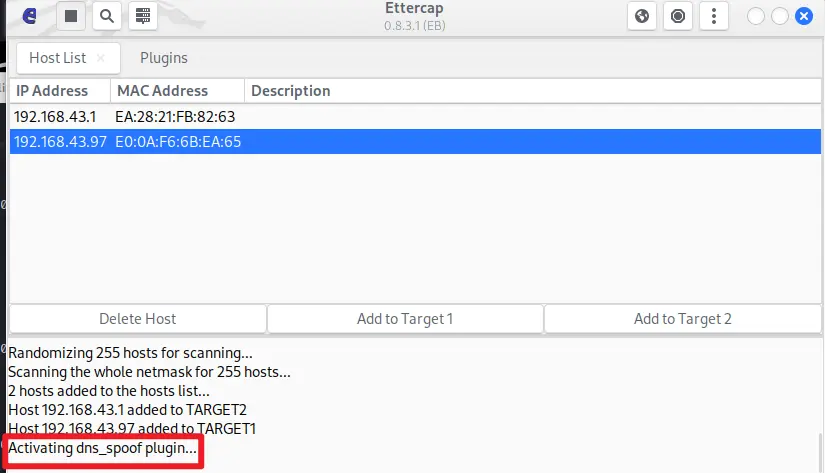 Ettercap
0.8.3.1 (EB)
Host List
Plugins
IP Address MAC Address Description
192.168.43.1 EA:28:21:FB:82:63
192.168.43.97 E0:0A:F6:6B:EA:65
Delete Host Add to Target 1 Add to Target 2
Randomizing 255 hosts for scanning...
Scanning the whole netmask for 255 hosts...
2 hosts added to the hosts list...
Host 192.168.43.1 added to TARGET2
Host 192.168.43.97 added to TARGET1
Activating dns_spoof plugin...